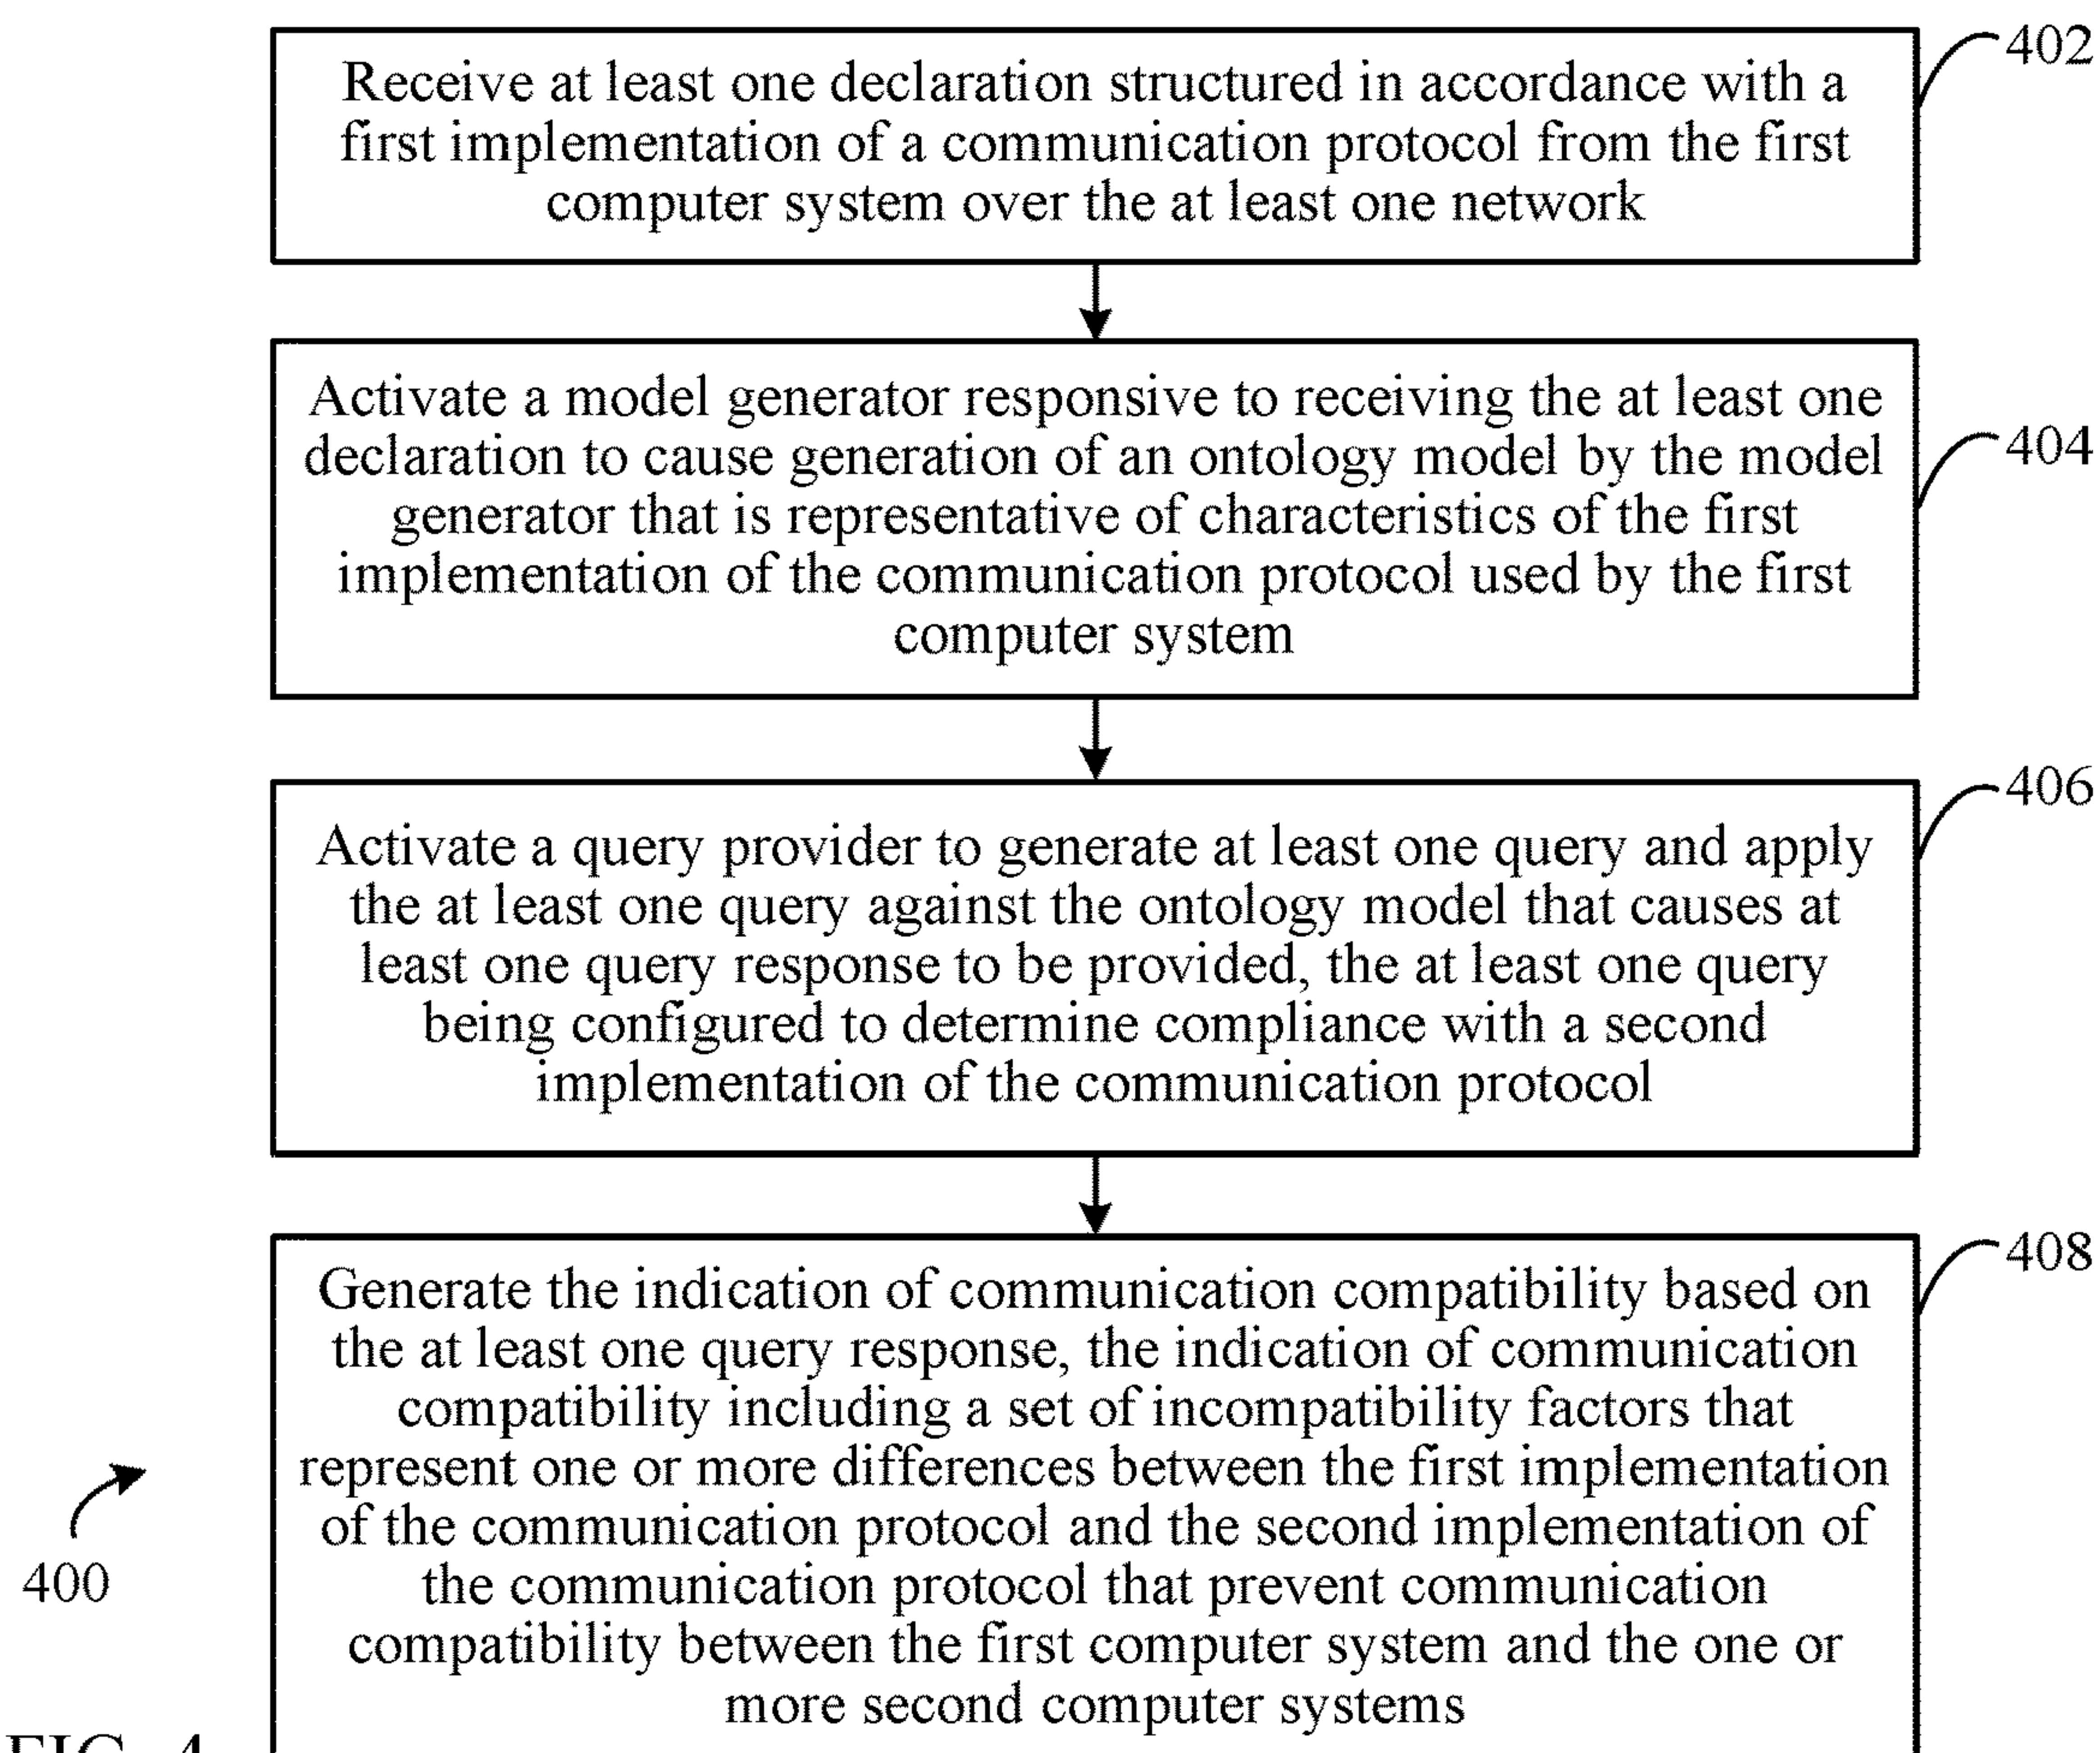 Receive at least one declaration structured in accordance with a
first implementation of a communication protocol from the first
computer system over the at least one network
402
Activate a model generator responsive to receiving the at least one
declaration to cause generation of an ontology model by the model
generator that is representative of characteristics of the first
implementation of the communication protocol used by the first
computer system
404
Activate a query provider to generate at least one query and apply
the at least one query against the ontology model that causes at
least one query response to be provided, the at least one query
being configured to determine compliance with a second
implementation of the communication protocol
406
Generate the indication of communication compatibility based on
the at least one query response, the indication of communication
compatibility including a set of incompatibility factors that
represent one or more differences between the first implementation
of the communication protocol and the second implementation of
the communication protocol that prevent communication
compatibility between the first computer system and the one or
more second computer systems
408
400
FIG. 4